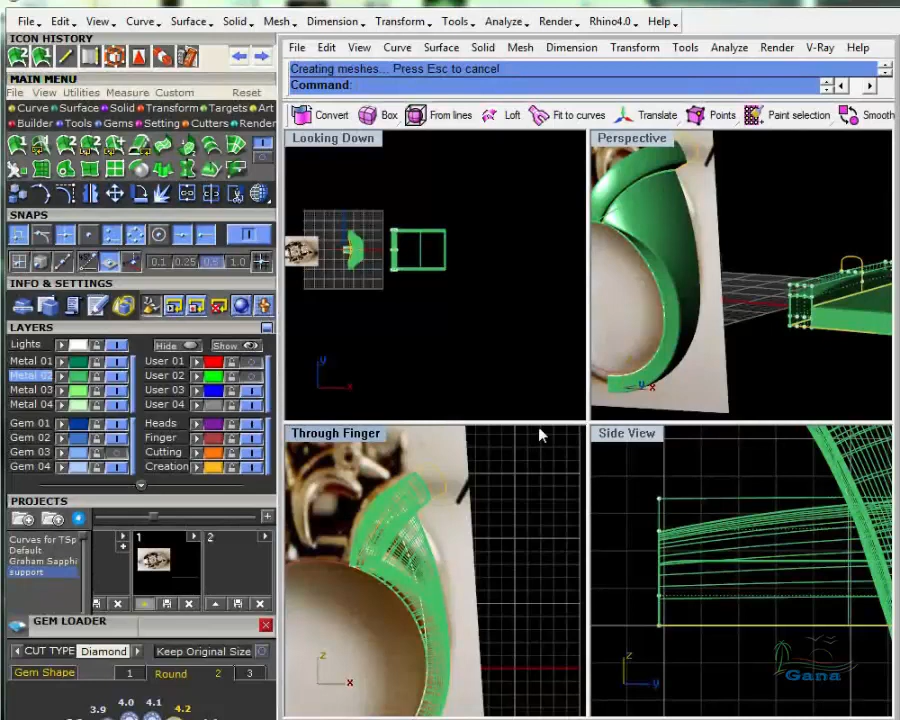 File Edit View Curve Surface Solid Mesh Dimension Transform Tools Analyze Render Rhino4.0 Help
ICON HISTORY
MAIN MENU
File View Utilities Measure Custom
Curve Surface Solid Transform Targets Art
Builder Tools Gems Setting Cutters Render
SNAPS
0.1 0.25 0.5 1.0
INFO & SETTINGS
LAYERS
Lights Hide Show
Metal 01 User 01
Metal 02 User 02
Metal 03 User 03
Metal 04 User 04
Gem 01 Heads
Gem 02 Finger
Gem 03 Cutting
Gem 04 Creation
PROJECTS
Curves for TSp
Default
Graham Sapphi
support
1 2
GEM LOADER
CUT TYPE Diamond Keep Original Size
Gem Shape 1 Round 2 3
3.9 4.0 4.1 4.2
File Edit View Curve Surface Solid Mesh Dimension Transform Tools Analyze Render V-Ray Help
Creating meshes... Press Esc to cancel
Command:
Convert Box From lines Loft Fit to curves Translate Points Paint selection Smooth
Looking Down
y
x
Perspective
y x
Through Finger
z
x
Side View
z
y
Gana